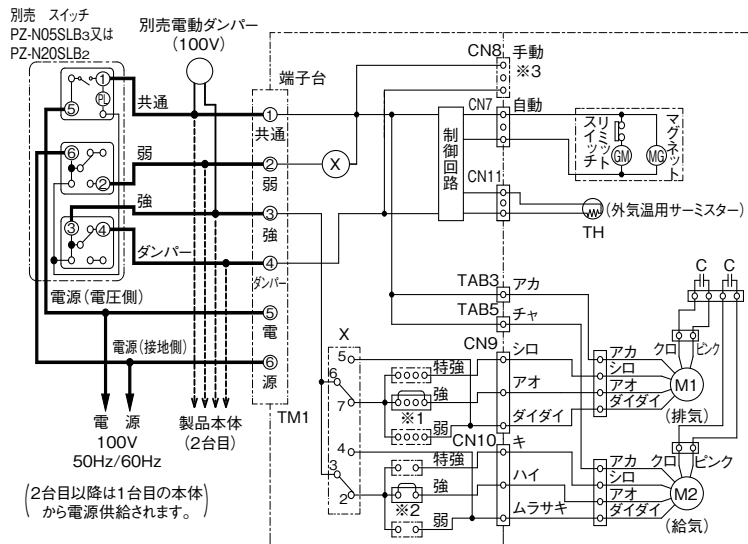 別売 スイッチ
PZ-N05SLB3又は
PZ-N20SLB2
別売電動ダンパー
(100V)
端子台
①
PL
⑤
共通
⑥
②
弱
強
③
④
ダンパー
電源(電圧側)
電源(接地側)
電 源
100V
50Hz/60Hz
製品本体
(2台目)
(2台目以降は1台目の本体
から電源供給されます。)
①
共通
②
弱
③
強
④
ダンパー
⑤
電
⑥
源
TM1
X
CN8
手動
※3
CN7
自動
制御回路
CN11
リミット
スイッチ
GM
MG
マグネット
(外気温用サーミスター)
TH
TAB3
アカ
TAB5
チャ
CN9
シロ
アオ
ダイダイ
CN10
キ
ハイ
ムラサキ
X
5
6
7
特強
強
※1
弱
4
3
2
特強
強
※2
弱
C
C
クロ
ピンク
アカ
シロ
アオ
ダイダイ
M1
(排気)
クロ
ピンク
アカ
シロ
アオ
ダイダイ
M2
(給気)